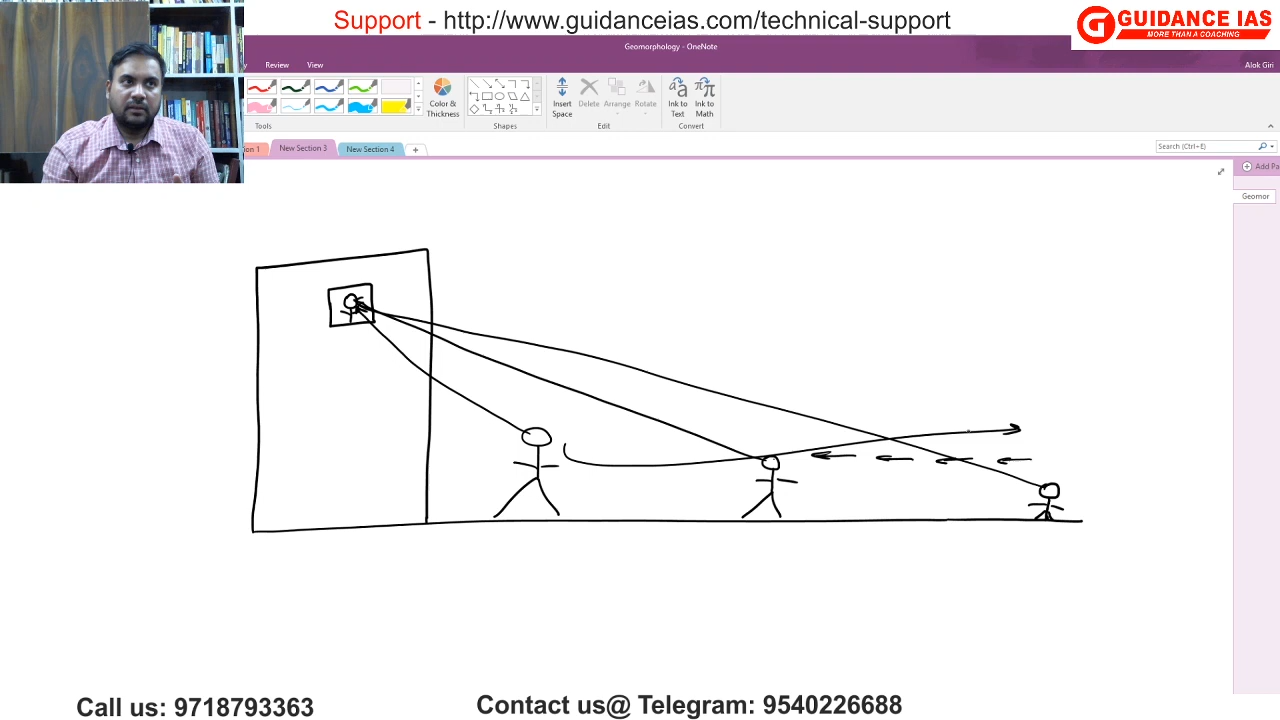 Support - http://www.guidanceias.com/technical-support
GUIDANCE IAS
MORE THAN A COACHING
Geomorphology - OneNote
Alok Giri
Review View
Color & Thickness
Insert Space
Delete
Arrange
Rotate
Ink to Text
Ink to Math
Tools
Shapes
Edit
Convert
New Section 3
New Section 4
Search (Ctrl+E)
Add Pa
Geomor
Call us: 9718793363
Contact us@ Telegram: 9540226688